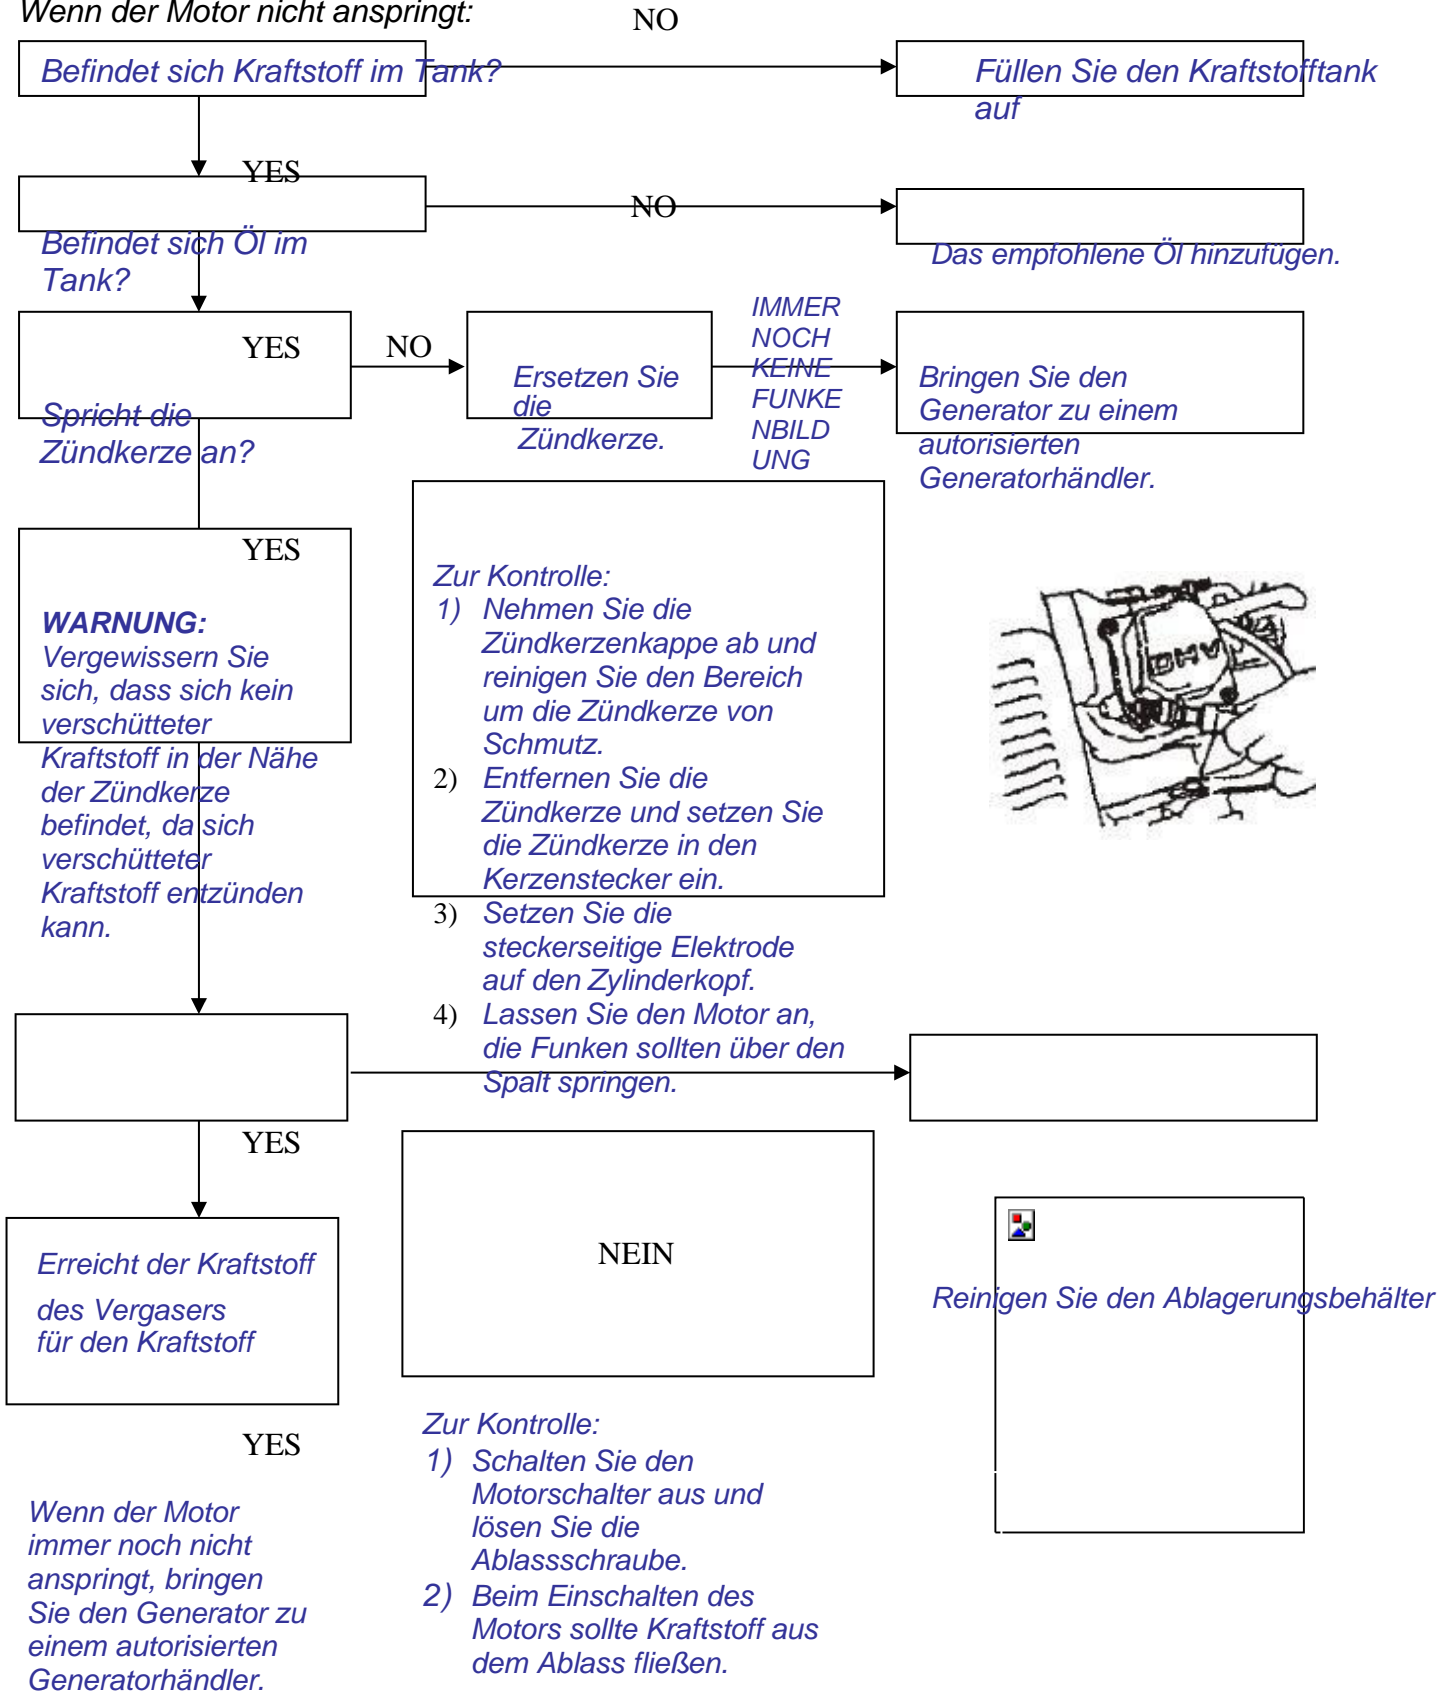 Wenn der Motor nicht anspringt:
NO
Befindet sich Kraftstoff im Tank?
Füllen Sie den Kraftstofftank
auf
YES
NO
Befindet sich Öl im
Tank?
Das empfohlene Öl hinzufügen.
YES
NO
Spricht die
Zündkerze an?
Ersetzen Sie
die
Zündkerze.
IMMER
NOCH
KEINE
FUNKE
NBILD
UNG
Bringen Sie den
Generator zu einem
autorisierten
Generatorhändler.
YES
WARNUNG:
Vergewissern Sie
sich, dass sich kein
verschütteter
Kraftstoff in der Nähe
der Zündkerze
befindet, da sich
verschütteter
Kraftstoff entzünden
kann.
Zur Kontrolle:
1) Nehmen Sie die
Zündkerzenkappe ab und
reinigen Sie den Bereich
um die Zündkerze von
Schmutz.
2) Entfernen Sie die
Zündkerze und setzen Sie
die Zündkerze in den
Kerzenstecker ein.
3) Setzen Sie die
steckerseitige Elektrode
auf den Zylinderkopf.
4) Lassen Sie den Motor an,
die Funken sollten über den
Spalt springen.
OHV
YES
Erreicht der Kraftstoff
des Vergasers
für den Kraftstoff
NEIN
Reinigen Sie den Ablagerungsbehälter
YES
Wenn der Motor
immer noch nicht
anspringt, bringen
Sie den Generator zu
einem autorisierten
Generatorhändler.
Zur Kontrolle:
1) Schalten Sie den
Motorschalter aus und
lösen Sie die
Ablassschraube.
2) Beim Einschalten des
Motors sollte Kraftstoff aus
dem Ablass fließen.